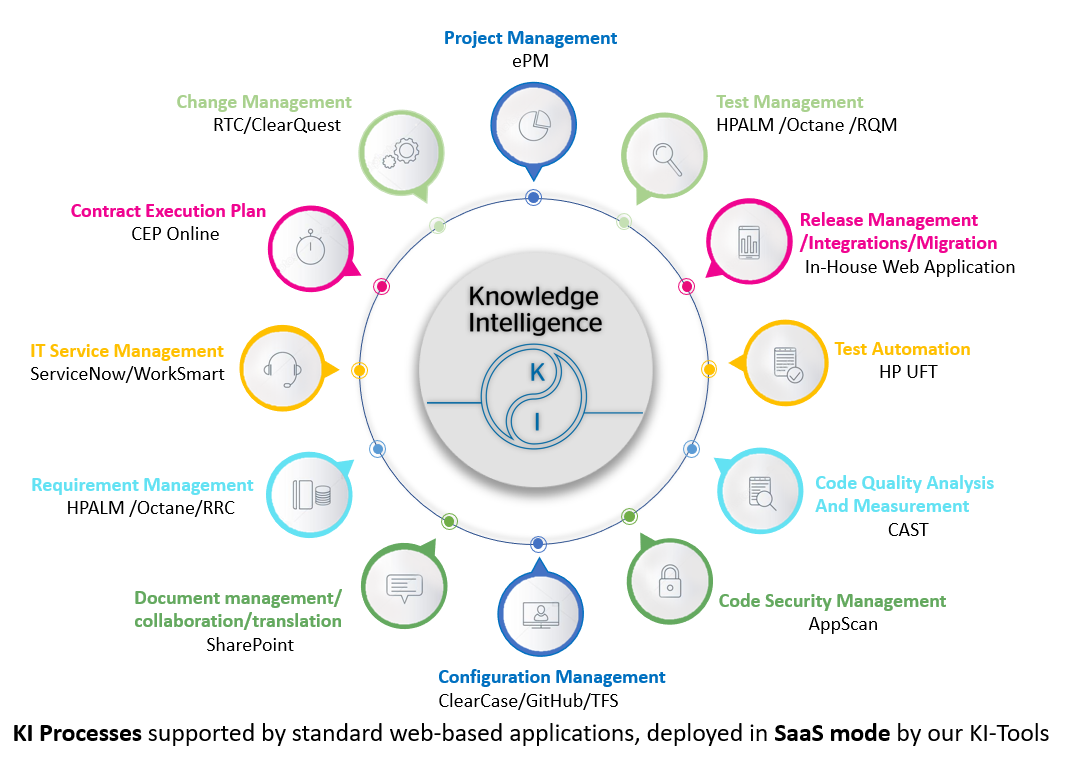 Project Management
ePM
Change Management
RTC/ClearQuest
Test Management
HPALM /Octane /RQM
Contract Execution Plan
CEP Online
Release Management
/Integrations/Migration
In-House Web Application
Knowledge
Intelligence
K
I
IT Service Management
ServiceNow/WorkSmart
Test Automation
HP UFT
Requirement Management
HPALM /Octane/RRC
Code Quality Analysis
And Measurement
CAST
Document management/
collaboration/translation
SharePoint
Code Security Management
AppScan
Configuration Management
ClearCase/GitHub/TFS
KI Processes supported by standard web-based applications, deployed in SaaS mode by our KI-Tools